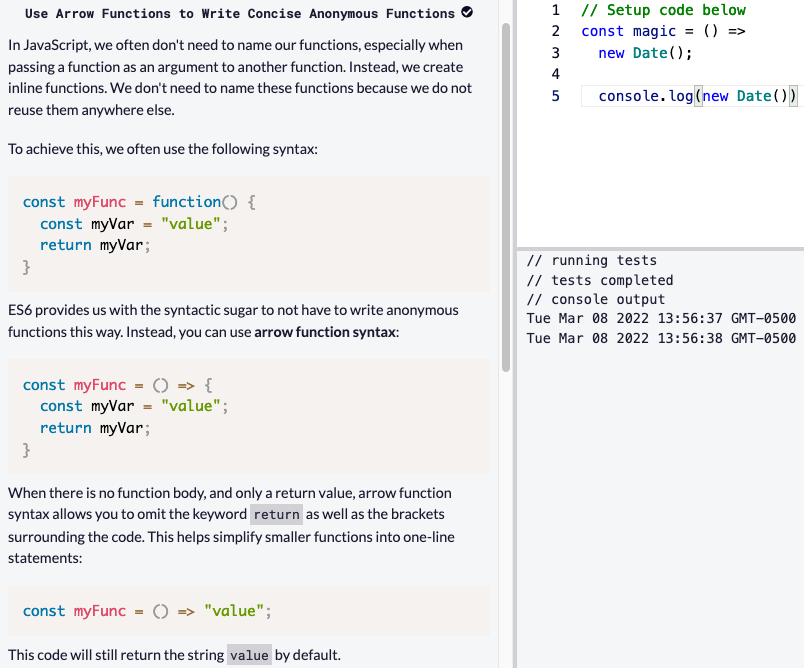 Use Arrow Functions to Write Concise Anonymous Functions
In JavaScript, we often don't need to name our functions, especially when
passing a function as an argument to another function. Instead, we create
inline functions. We don't need to name these functions because we do not
reuse them anywhere else.
To achieve this, we often use the following syntax:
const myFunc = function() {
  const myVar = "value";
  return myVar;
}
ES6 provides us with the syntactic sugar to not have to write anonymous
functions this way. Instead, you can use arrow function syntax:
const myFunc = () => {
  const myVar = "value";
  return myVar;
}
When there is no function body, and only a return value, arrow function
syntax allows you to omit the keyword return as well as the brackets
surrounding the code. This helps simplify smaller functions into one-line
statements:
const myFunc = () => "value";
This code will still return the string value by default.
1 // Setup code below
2 const magic = () =>
3   new Date();
4
5   console.log(new Date())
// running tests
// tests completed
// console output
Tue Mar 08 2022 13:56:37 GMT-0500
Tue Mar 08 2022 13:56:38 GMT-0500